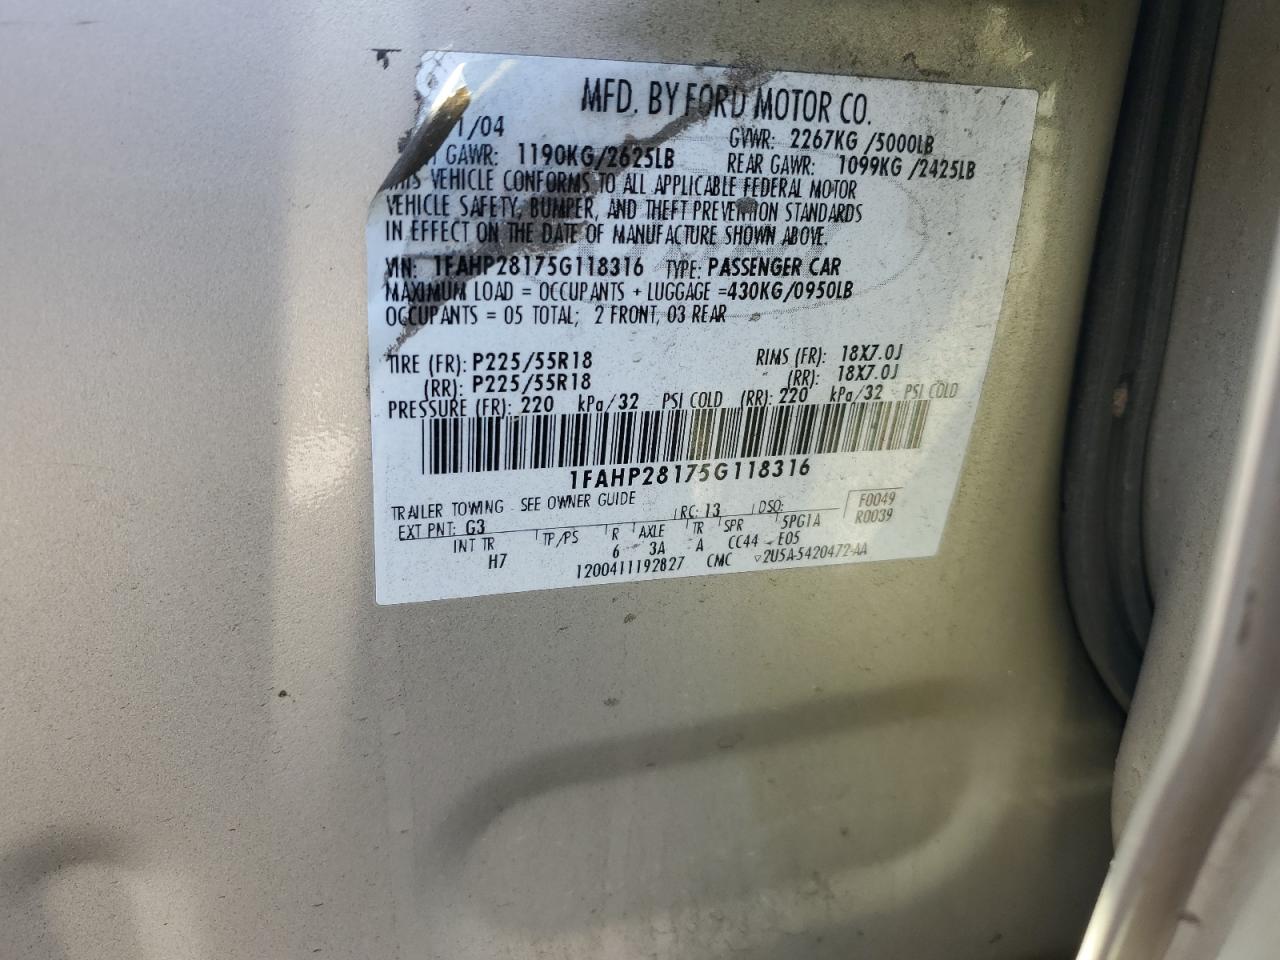 MFD. BY FORD MOTOR CO.
1/04 GVWR: 2267KG /5000LB
GAWR: 1190KG/2625LB REAR GAWR: 1099KG /2425LB
THIS VEHICLE CONFORMS TO ALL APPLICABLE FEDERAL MOTOR
VEHICLE SAFETY, BUMPER, AND THEFT PREVENTION STANDARDS
IN EFFECT ON THE DATE OF MANUFACTURE SHOWN ABOVE.
VIN: 1FAHP28175G118316 TYPE: PASSENGER CAR
MAXIMUM LOAD = OCCUPANTS + LUGGAGE =430KG/0950LB
OCCUPANTS = 05 TOTAL; 2 FRONT, 03 REAR
TIRE (FR): P225/55R18 RIMS (FR): 18X7.0J
(RR): P225/55R18 (RR): 18X7.0J
PRESSURE (FR): 220 kPa/32 PSI COLD (RR): 220 kPa/32 PSI COLD
1FAHP28175G118316
TRAILER TOWING SEE OWNER GUIDE
EXT PNT: G3 RC: 13 DSO: F0049
INT TR TP/PS R AXLE TR SPR 5PG1A R0039
H7 6 3A A CC44 E05
1200411192827 CMC ▽2U5A-5420472-AA